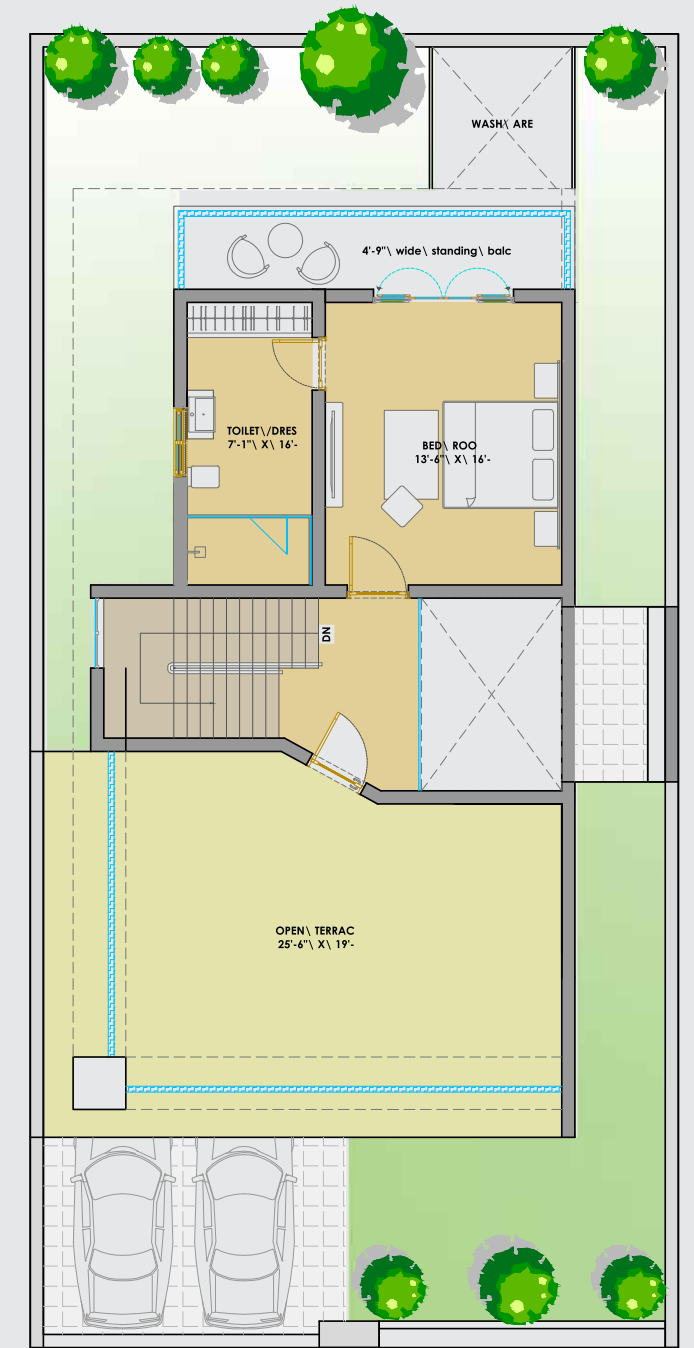 WASH\ ARE
4'-9"\ wide\ standing\ balc
TOILET\/DRES
7'-1"\ X\ 16'-
BED\ ROO
13'-6"\ X\ 16'-
DN
OPEN\ TERRAC
25'-6"\ X\ 19'-